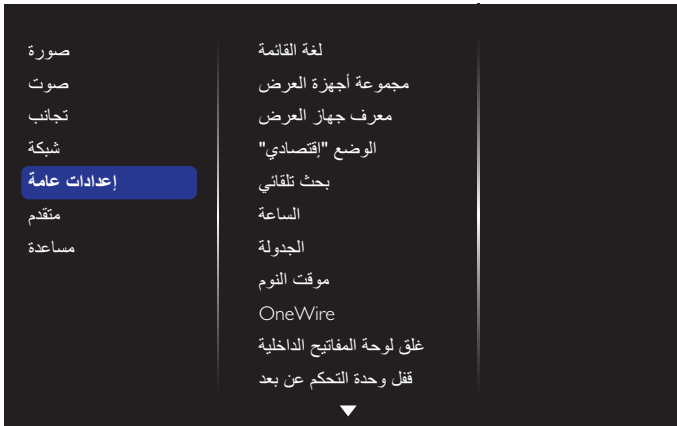 صورة
صوت
تجانب
شبكة
إعدادات عامة
متقدم
مساعدة
لغة القائمة
مجموعة أجهزة العرض
معرف جهاز العرض
الوضع "إقتصادي"
بحث تلقائي
الساعة
الجدولة
موقت النوم
OneWire
غلق لوحة المفاتيح الداخلية
قفل وحدة التحكم عن بعد